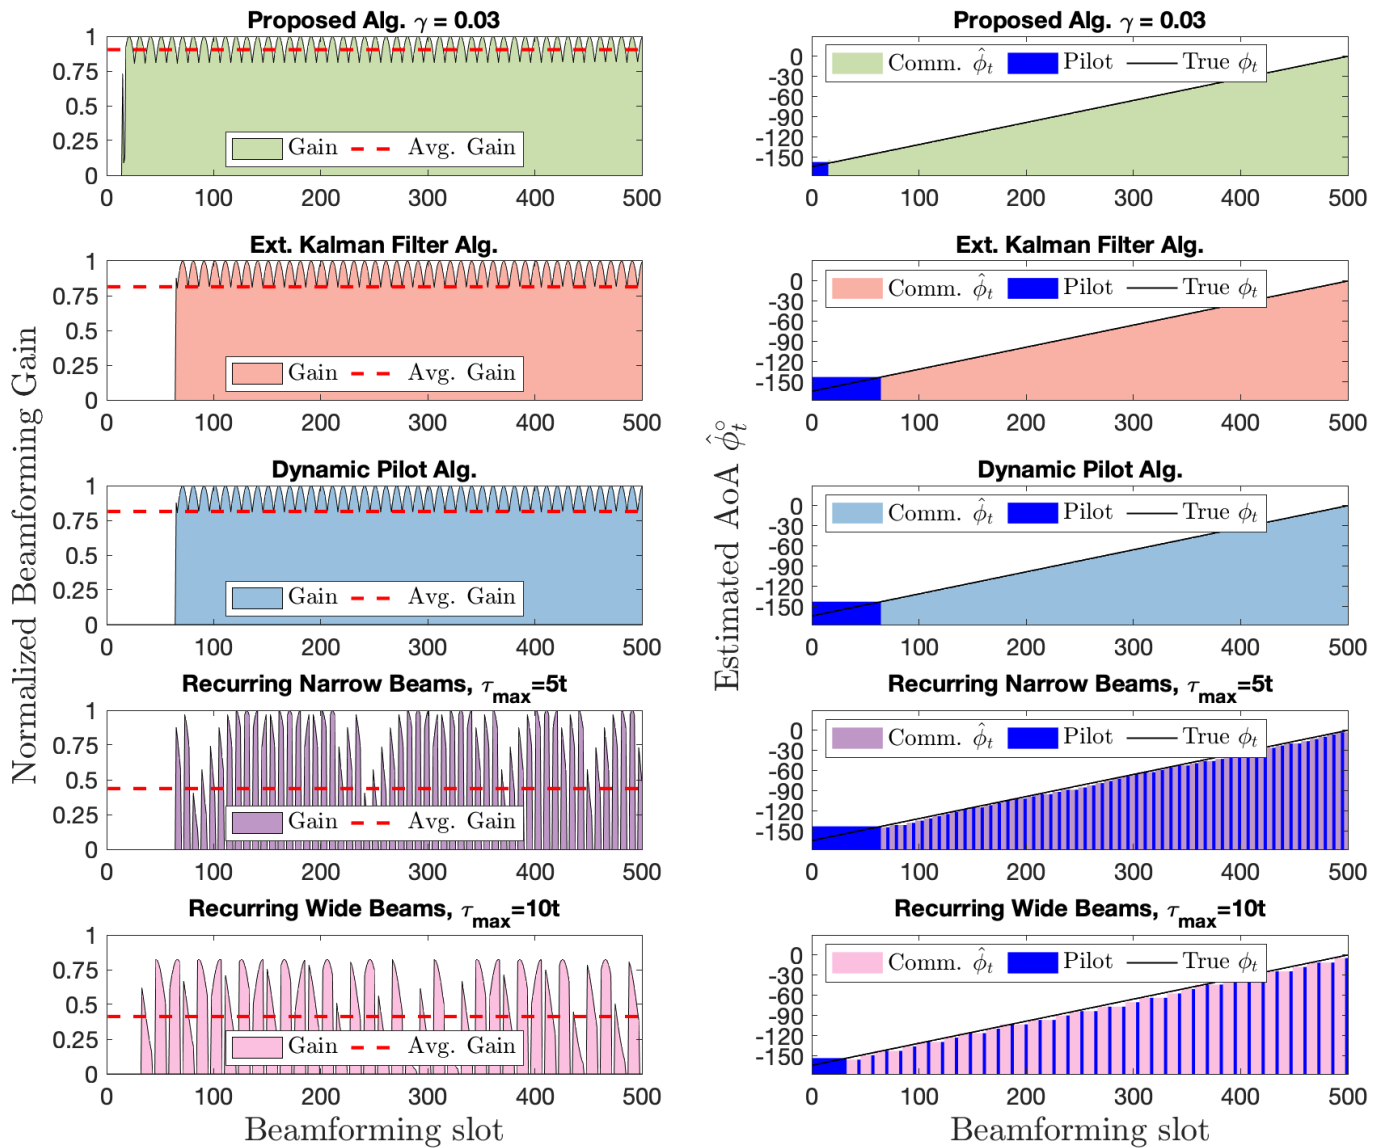 Proposed Alg. γ = 0.03
1
0.75
0.5
0.25
0
Gain Avg. Gain
0 100 200 300 400 500
Proposed Alg. γ = 0.03
0
-30
-60
-90
-120
-150
Comm. φ̂ₜ Pilot True φₜ
0 100 200 300 400 500
Ext. Kalman Filter Alg.
1
0.75
0.5
0.25
0
Gain Avg. Gain
0 100 200 300 400 500
Ext. Kalman Filter Alg.
0
-30
-60
-90
-120
-150
Comm. φ̂ₜ Pilot True φₜ
0 100 200 300 400 500
Normalized Beamforming Gain
Estimated AoA φ̂ₜ°
Dynamic Pilot Alg.
1
0.75
0.5
0.25
0
Gain Avg. Gain
0 100 200 300 400 500
Dynamic Pilot Alg.
0
-30
-60
-90
-120
-150
Comm. φ̂ₜ Pilot True φₜ
0 100 200 300 400 500
Recurring Narrow Beams, τmax=5t
1
0.75
0.5
0.25
0
Gain Avg. Gain
0 100 200 300 400 500
Recurring Narrow Beams, τmax=5t
0
-30
-60
-90
-120
-150
Comm. φ̂ₜ Pilot True φₜ
0 100 200 300 400 500
Recurring Wide Beams, τmax=10t
1
0.75
0.5
0.25
0
Gain Avg. Gain
0 100 200 300 400 500
Beamforming slot
Recurring Wide Beams, τmax=10t
0
-30
-60
-90
-120
-150
Comm. φ̂ₜ Pilot True φₜ
0 100 200 300 400 500
Beamforming slot